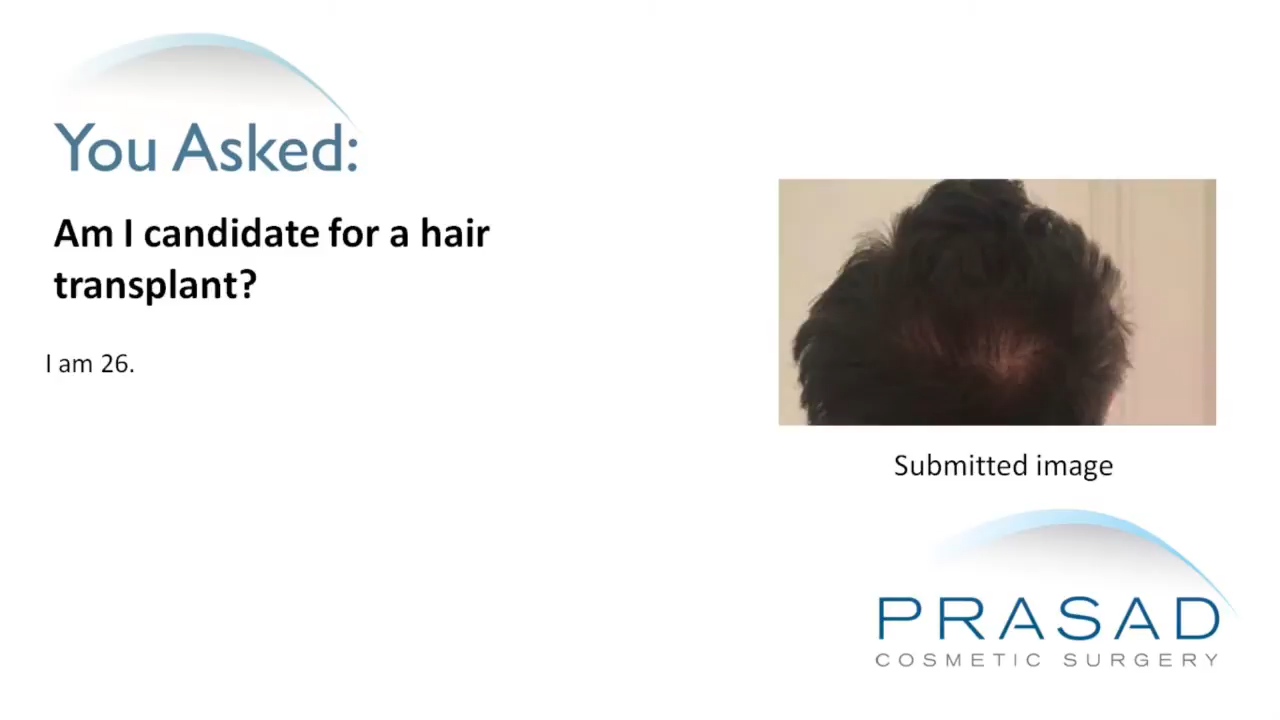 You Asked:
Am I candidate for a hair
transplant?
I am 26.
Submitted image
PRASAD
COSMETIC SURGERY